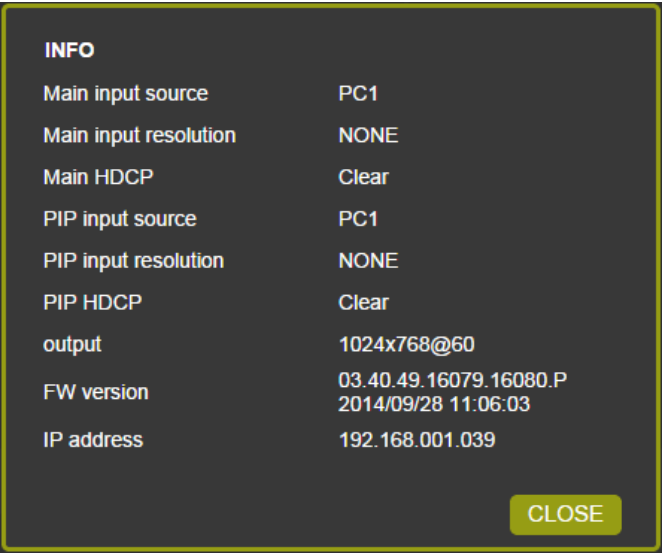 INFO
Main input source PC1
Main input resolution NONE
Main HDCP Clear
PIP input source PC1
PIP input resolution NONE
PIP HDCP Clear
output 1024x768@60
FW version 03.40.49.16079.16080.P
2014/09/28 11:06:03
IP address 192.168.001.039
CLOSE